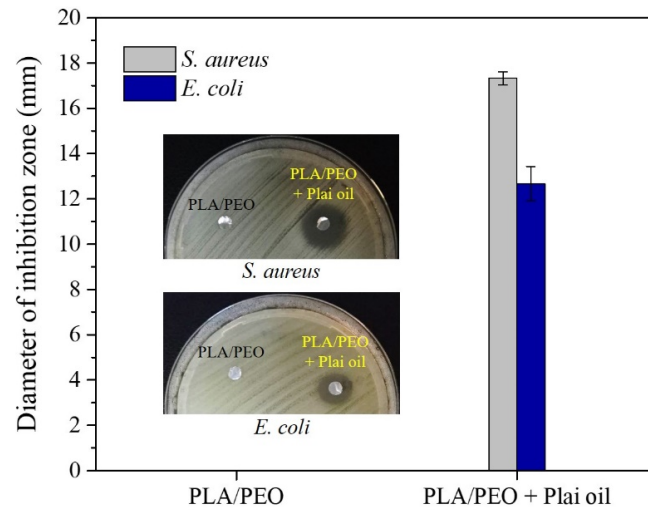 20
18
16
14
12
10
8
6
4
2
0
Diameter of inhibition zone (mm)
S. aureus
E. coli
PLA/PEO
PLA/PEO
+ Plai oil
S. aureus
PLA/PEO
PLA/PEO
+ Plai oil
E. coli
PLA/PEO
PLA/PEO + Plai oil